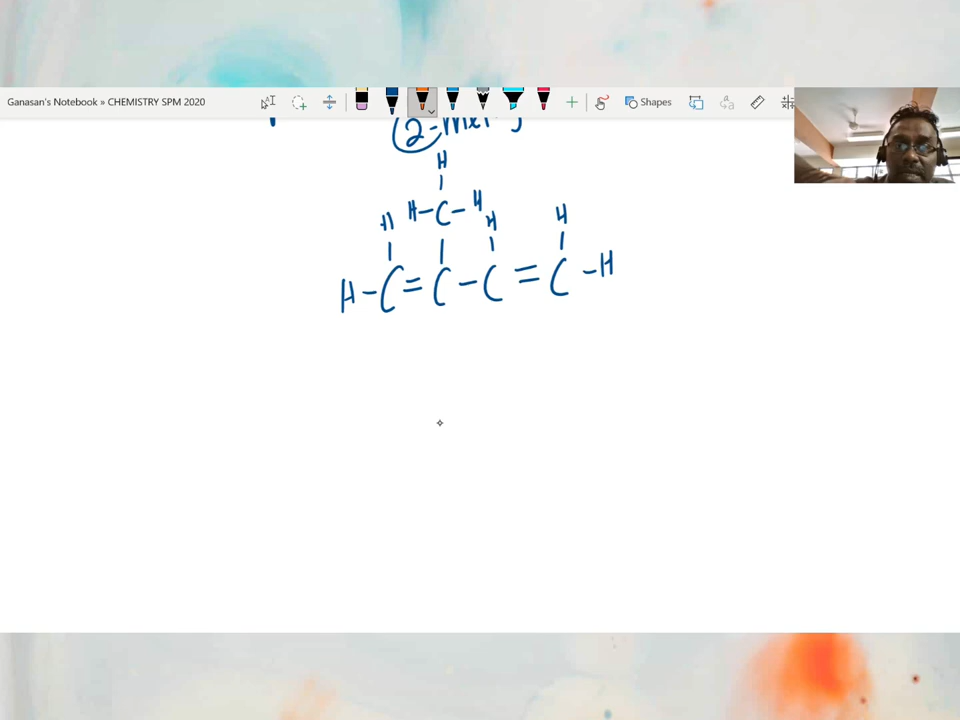 Ganasan's Notebook » CHEMISTRY SPM 2020
Shapes
H
H H-C-H H H
H-C=C-C=C-H